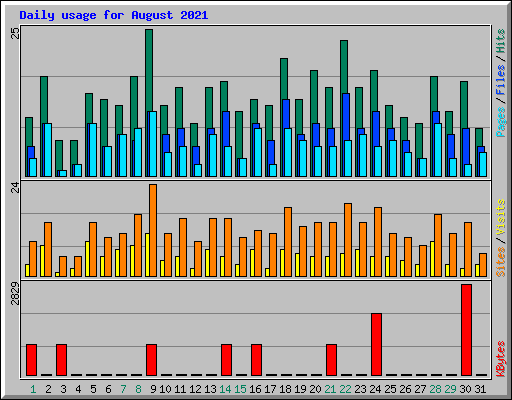 Daily usage for August 2021
25
Pages / Files / Hits
24
Sites / Visits
2829
KBytes
1 2 3 4 5 6 7 8 9 10 11 12 13 14 15 16 17 18 19 20 21 22 23 24 25 26 27 28 29 30 31